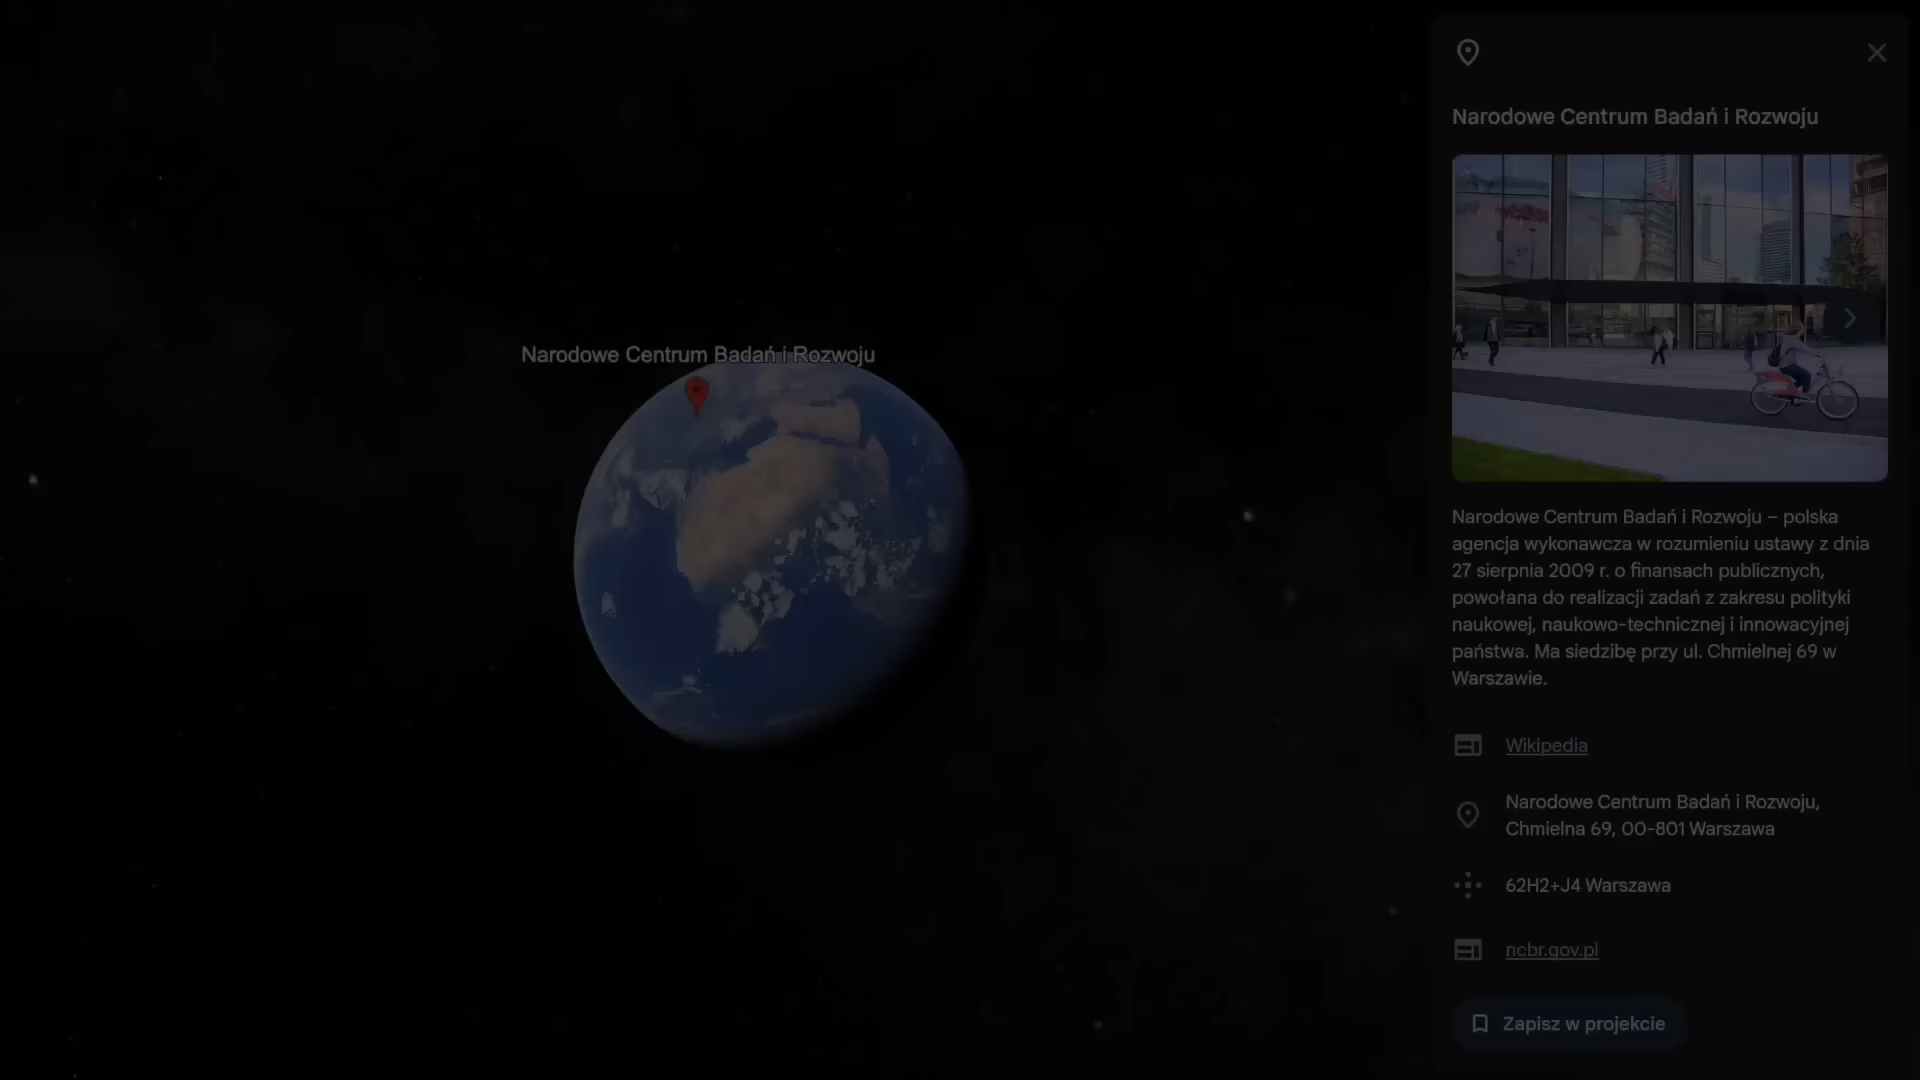 Narodowe Centrum Badań i Rozwoju
Narodowe Centrum Badań i Rozwoju
Narodowe Centrum Badań i Rozwoju – polska
agencja wykonawcza w rozumieniu ustawy z dnia
27 sierpnia 2009 r. o finansach publicznych,
powołana do realizacji zadań z zakresu polityki
naukowej, naukowo-technicznej i innowacyjnej
państwa. Ma siedzibę przy ul. Chmielnej 69 w
Warszawie.
Wikipedia
Narodowe Centrum Badań i Rozwoju,
Chmielna 69, 00-801 Warszawa
62H2+J4 Warszawa
ncbr.gov.pl
Zapisz w projekcie